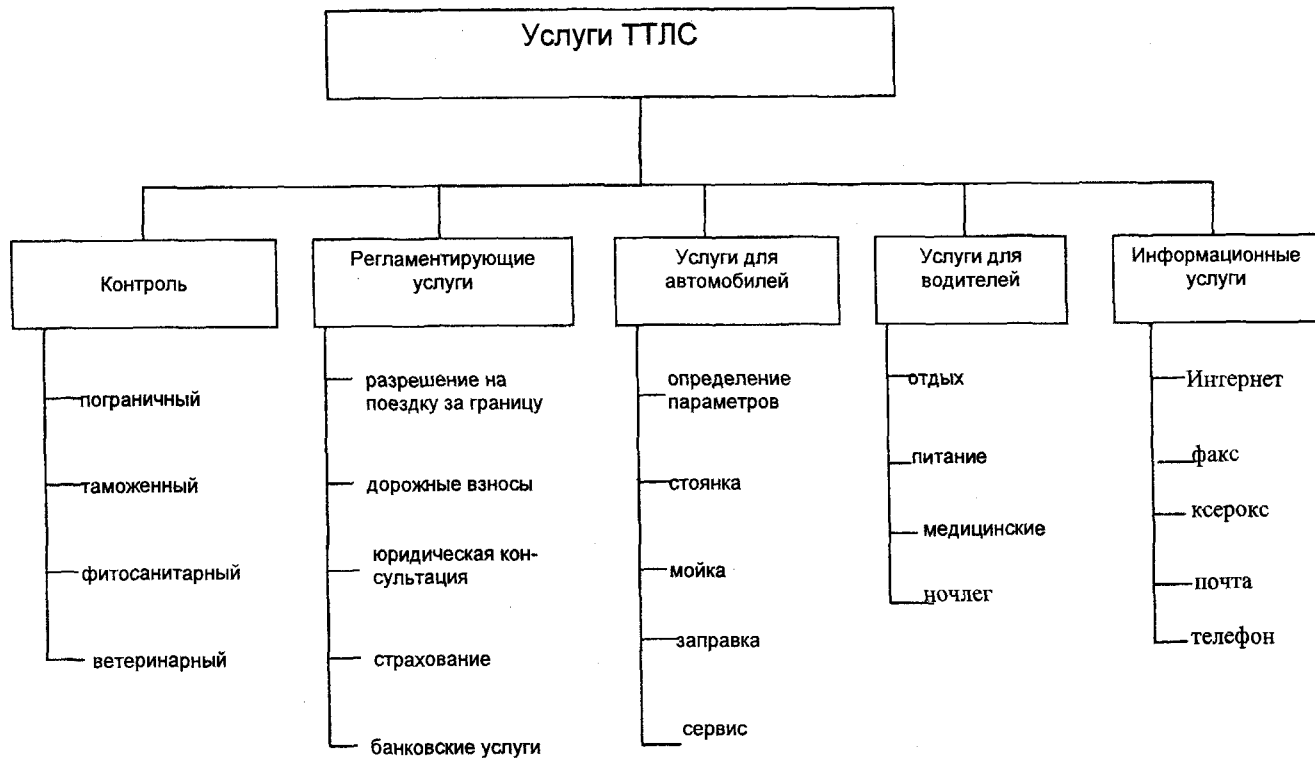 Услуги ТТЛС
Контроль
пограничный
таможенный
фитосанитарный
ветеринарный
Регламентирующие
услуги
разрешение на
поездку за границу
дорожные взносы
юридическая кон-
сультация
страхование
банковские услуги
Услуги для
автомобилей
определение
параметров
стоянка
мойка
заправка
сервис
Услуги для
водителей
отдых
питание
медицинские
ночлег
Информационные
услуги
Интернет
факс
ксерокс
почта
телефон